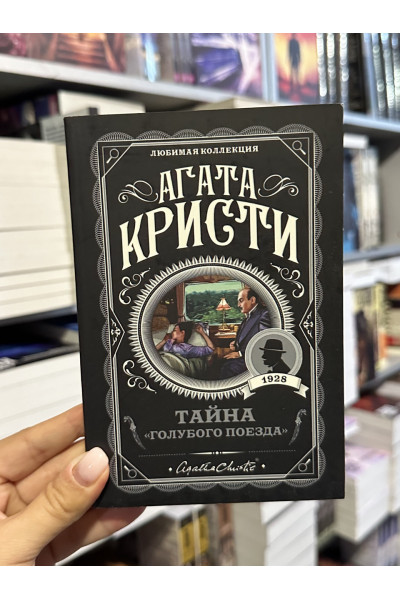 ЛЮБИМАЯ КОЛЛЕКЦИЯ
АГАТА
КРИСТИ
1928
ТАЙНА
«ГОЛУБОГО ПОЕЗДА»
Agatha Christie